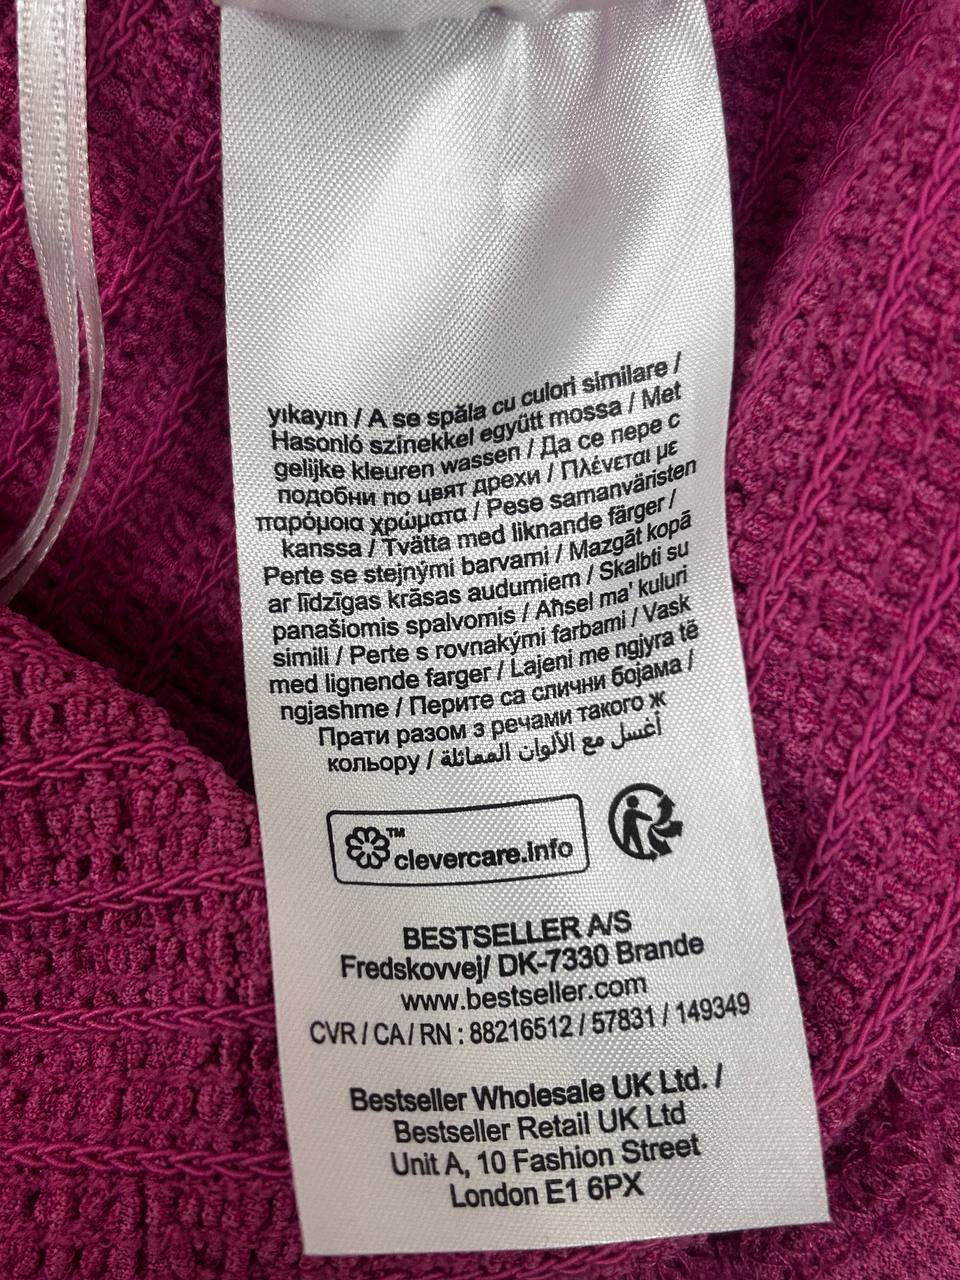 yıkayın / A se spăla cu culori similare /
Hasonló színekkel együtt mossa / Met
gelijke kleuren wassen / Да се пере с
подобни по цвят дрехи / Πλένεται με
παρόμοια χρώματα / Pese samanväristen
kanssa / Tvätta med liknande färger /
Perte se stejnými barvami / Mazgāt kopā
ar līdzīgas krāsas audumiem / Skalbti su
panašiomis spalvomis / Aħsel ma' kuluri
simili / Perte s rovnakými farbami / Vask
med lignende farger / Lajeni me ngjyra të
ngjashme / Перите са слични бојама /
Прати разом з речами такого ж
кольору / أغسل مع الألوان المماثلة
clevercare.info™
BESTSELLER A/S
Fredskovvej/ DK-7330 Brande
www.bestseller.com
CVR / CA / RN : 88216512 / 57831 / 149349
Bestseller Wholesale UK Ltd. /
Bestseller Retail UK Ltd
Unit A, 10 Fashion Street
London E1 6PX